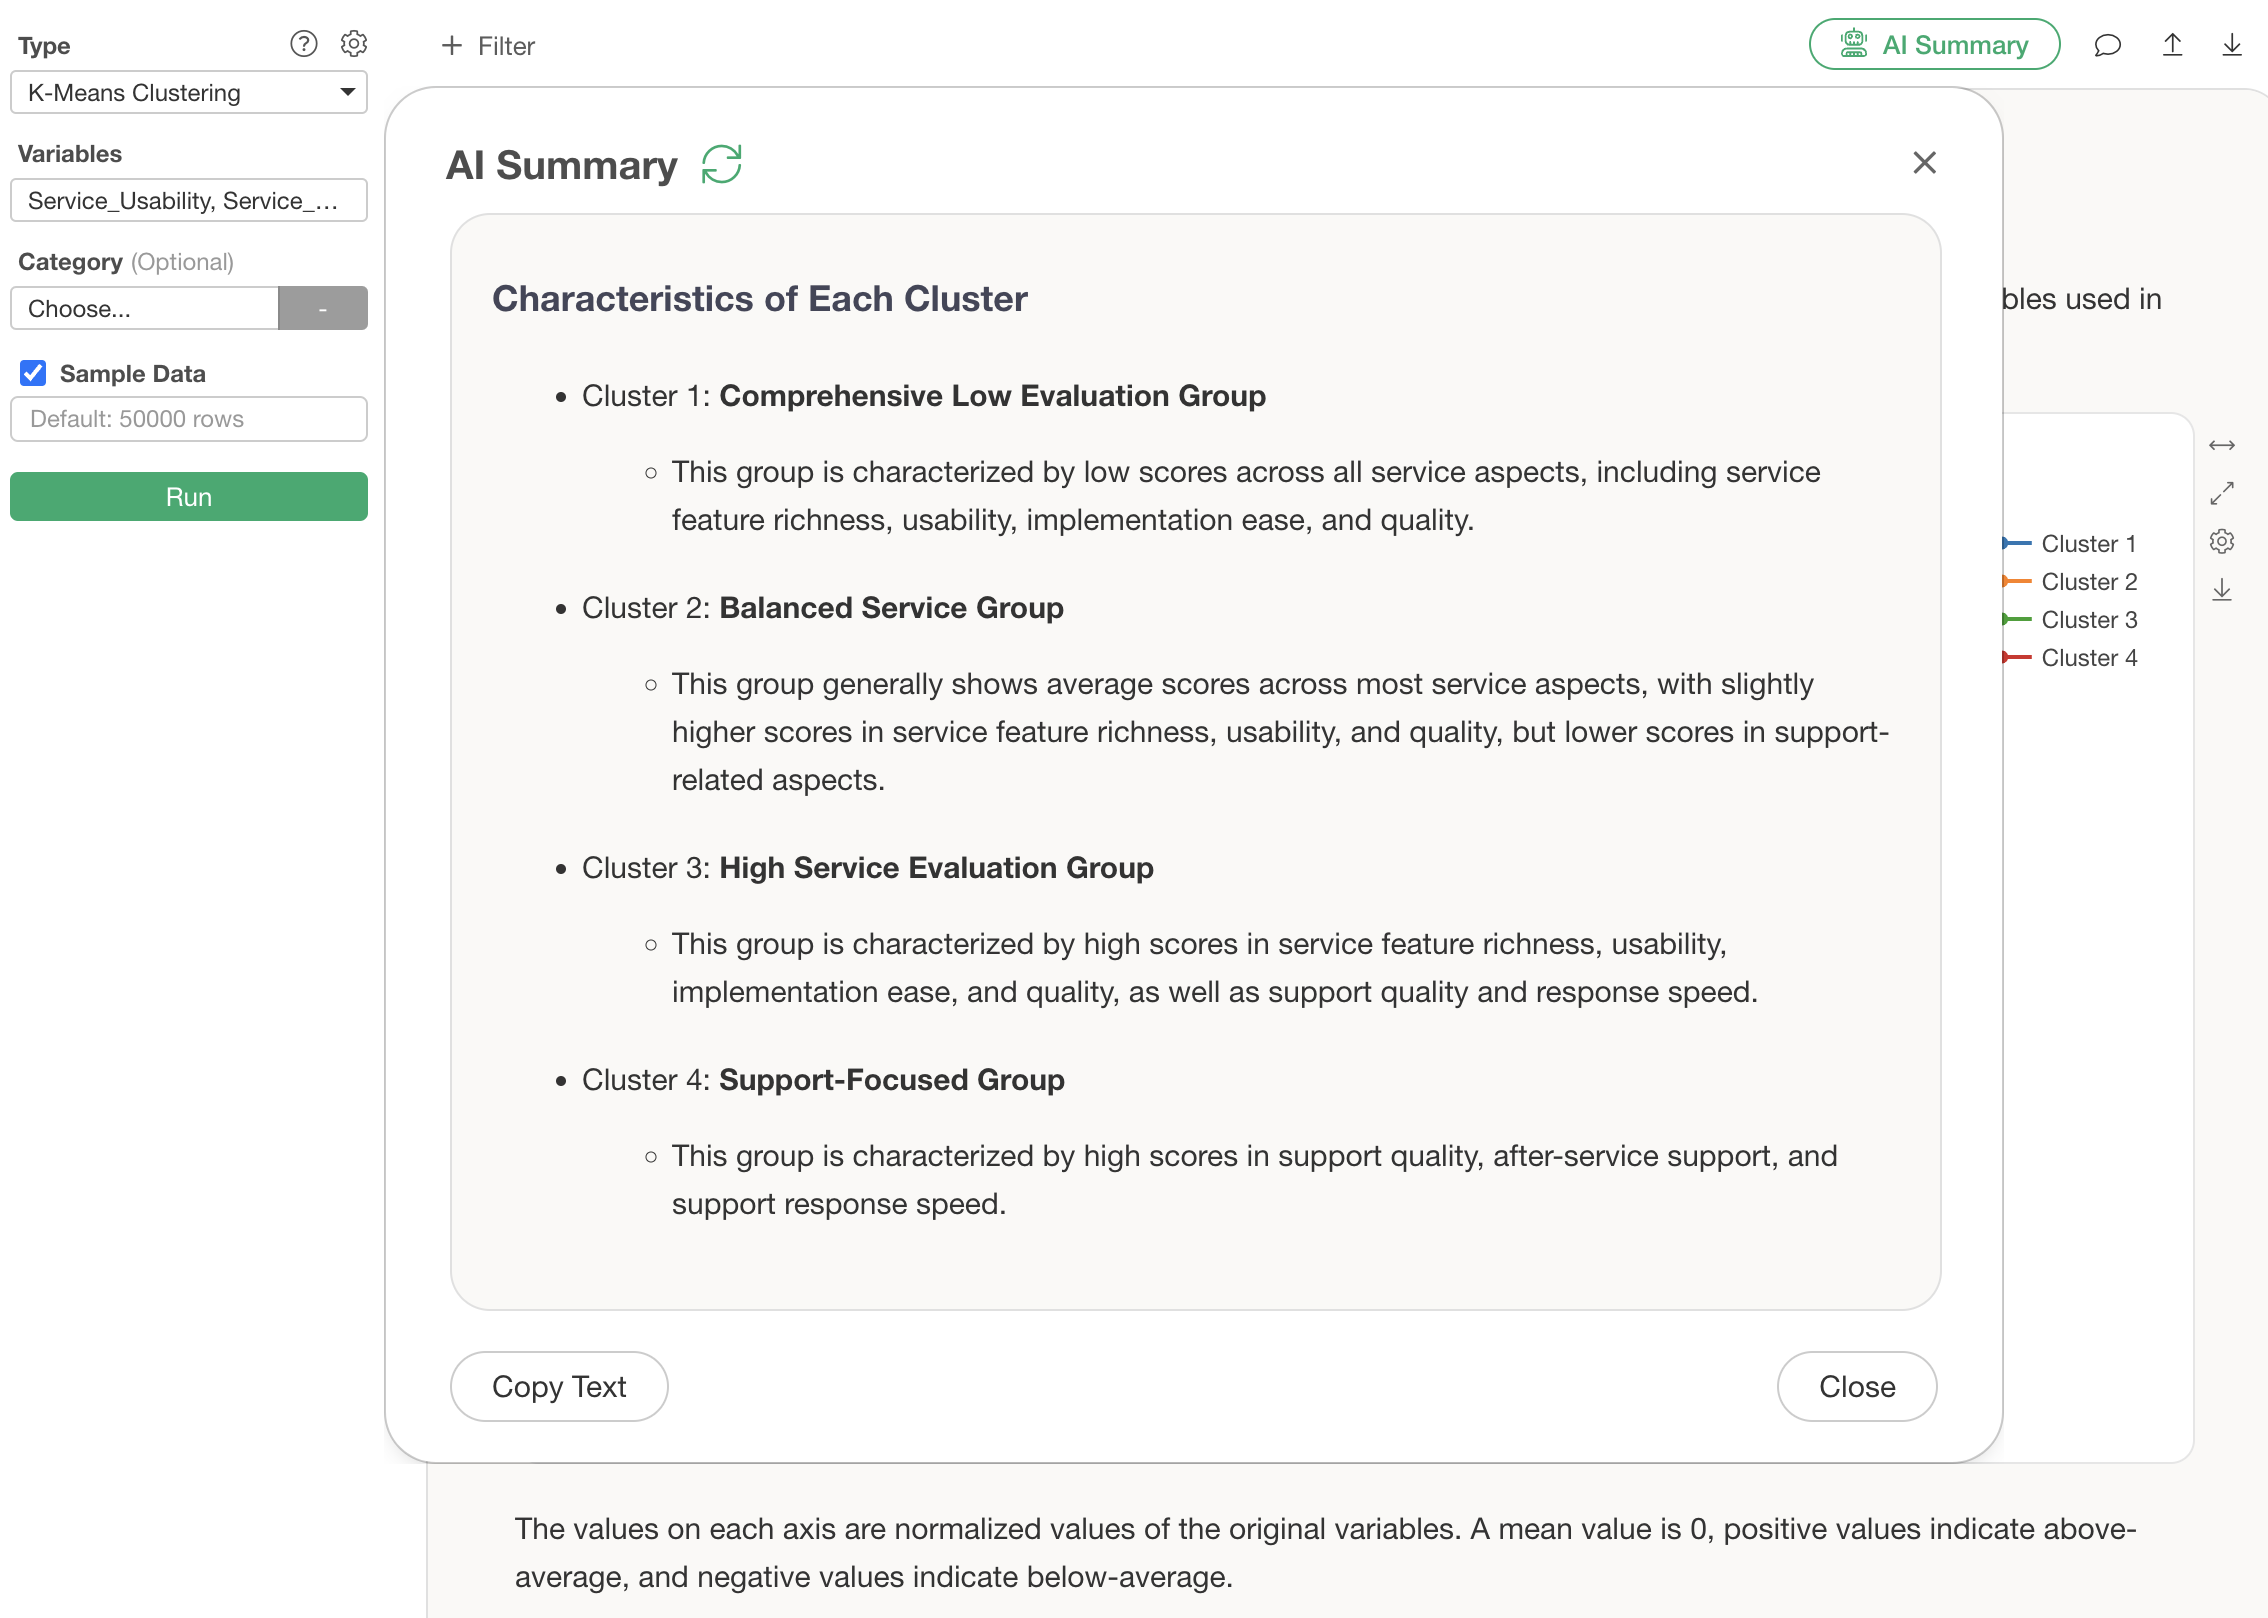 Type
K-Means Clustering
Variables
Service_Usability, Service_...
Category (Optional)
Choose...
-
Sample Data
Default: 50000 rows
Run
+ Filter
AI Summary
AI Summary
Characteristics of Each Cluster
• Cluster 1: Comprehensive Low Evaluation Group
○ This group is characterized by low scores across all service aspects, including service
feature richness, usability, implementation ease, and quality.
• Cluster 2: Balanced Service Group
○ This group generally shows average scores across most service aspects, with slightly
higher scores in service feature richness, usability, and quality, but lower scores in support-
related aspects.
• Cluster 3: High Service Evaluation Group
○ This group is characterized by high scores in service feature richness, usability,
implementation ease, and quality, as well as support quality and response speed.
• Cluster 4: Support-Focused Group
○ This group is characterized by high scores in support quality, after-service support, and
support response speed.
Copy Text
Close
used in
Cluster 1
Cluster 2
Cluster 3
Cluster 4
The values on each axis are normalized values of the original variables. A mean value is 0, positive values indicate above-
average, and negative values indicate below-average.